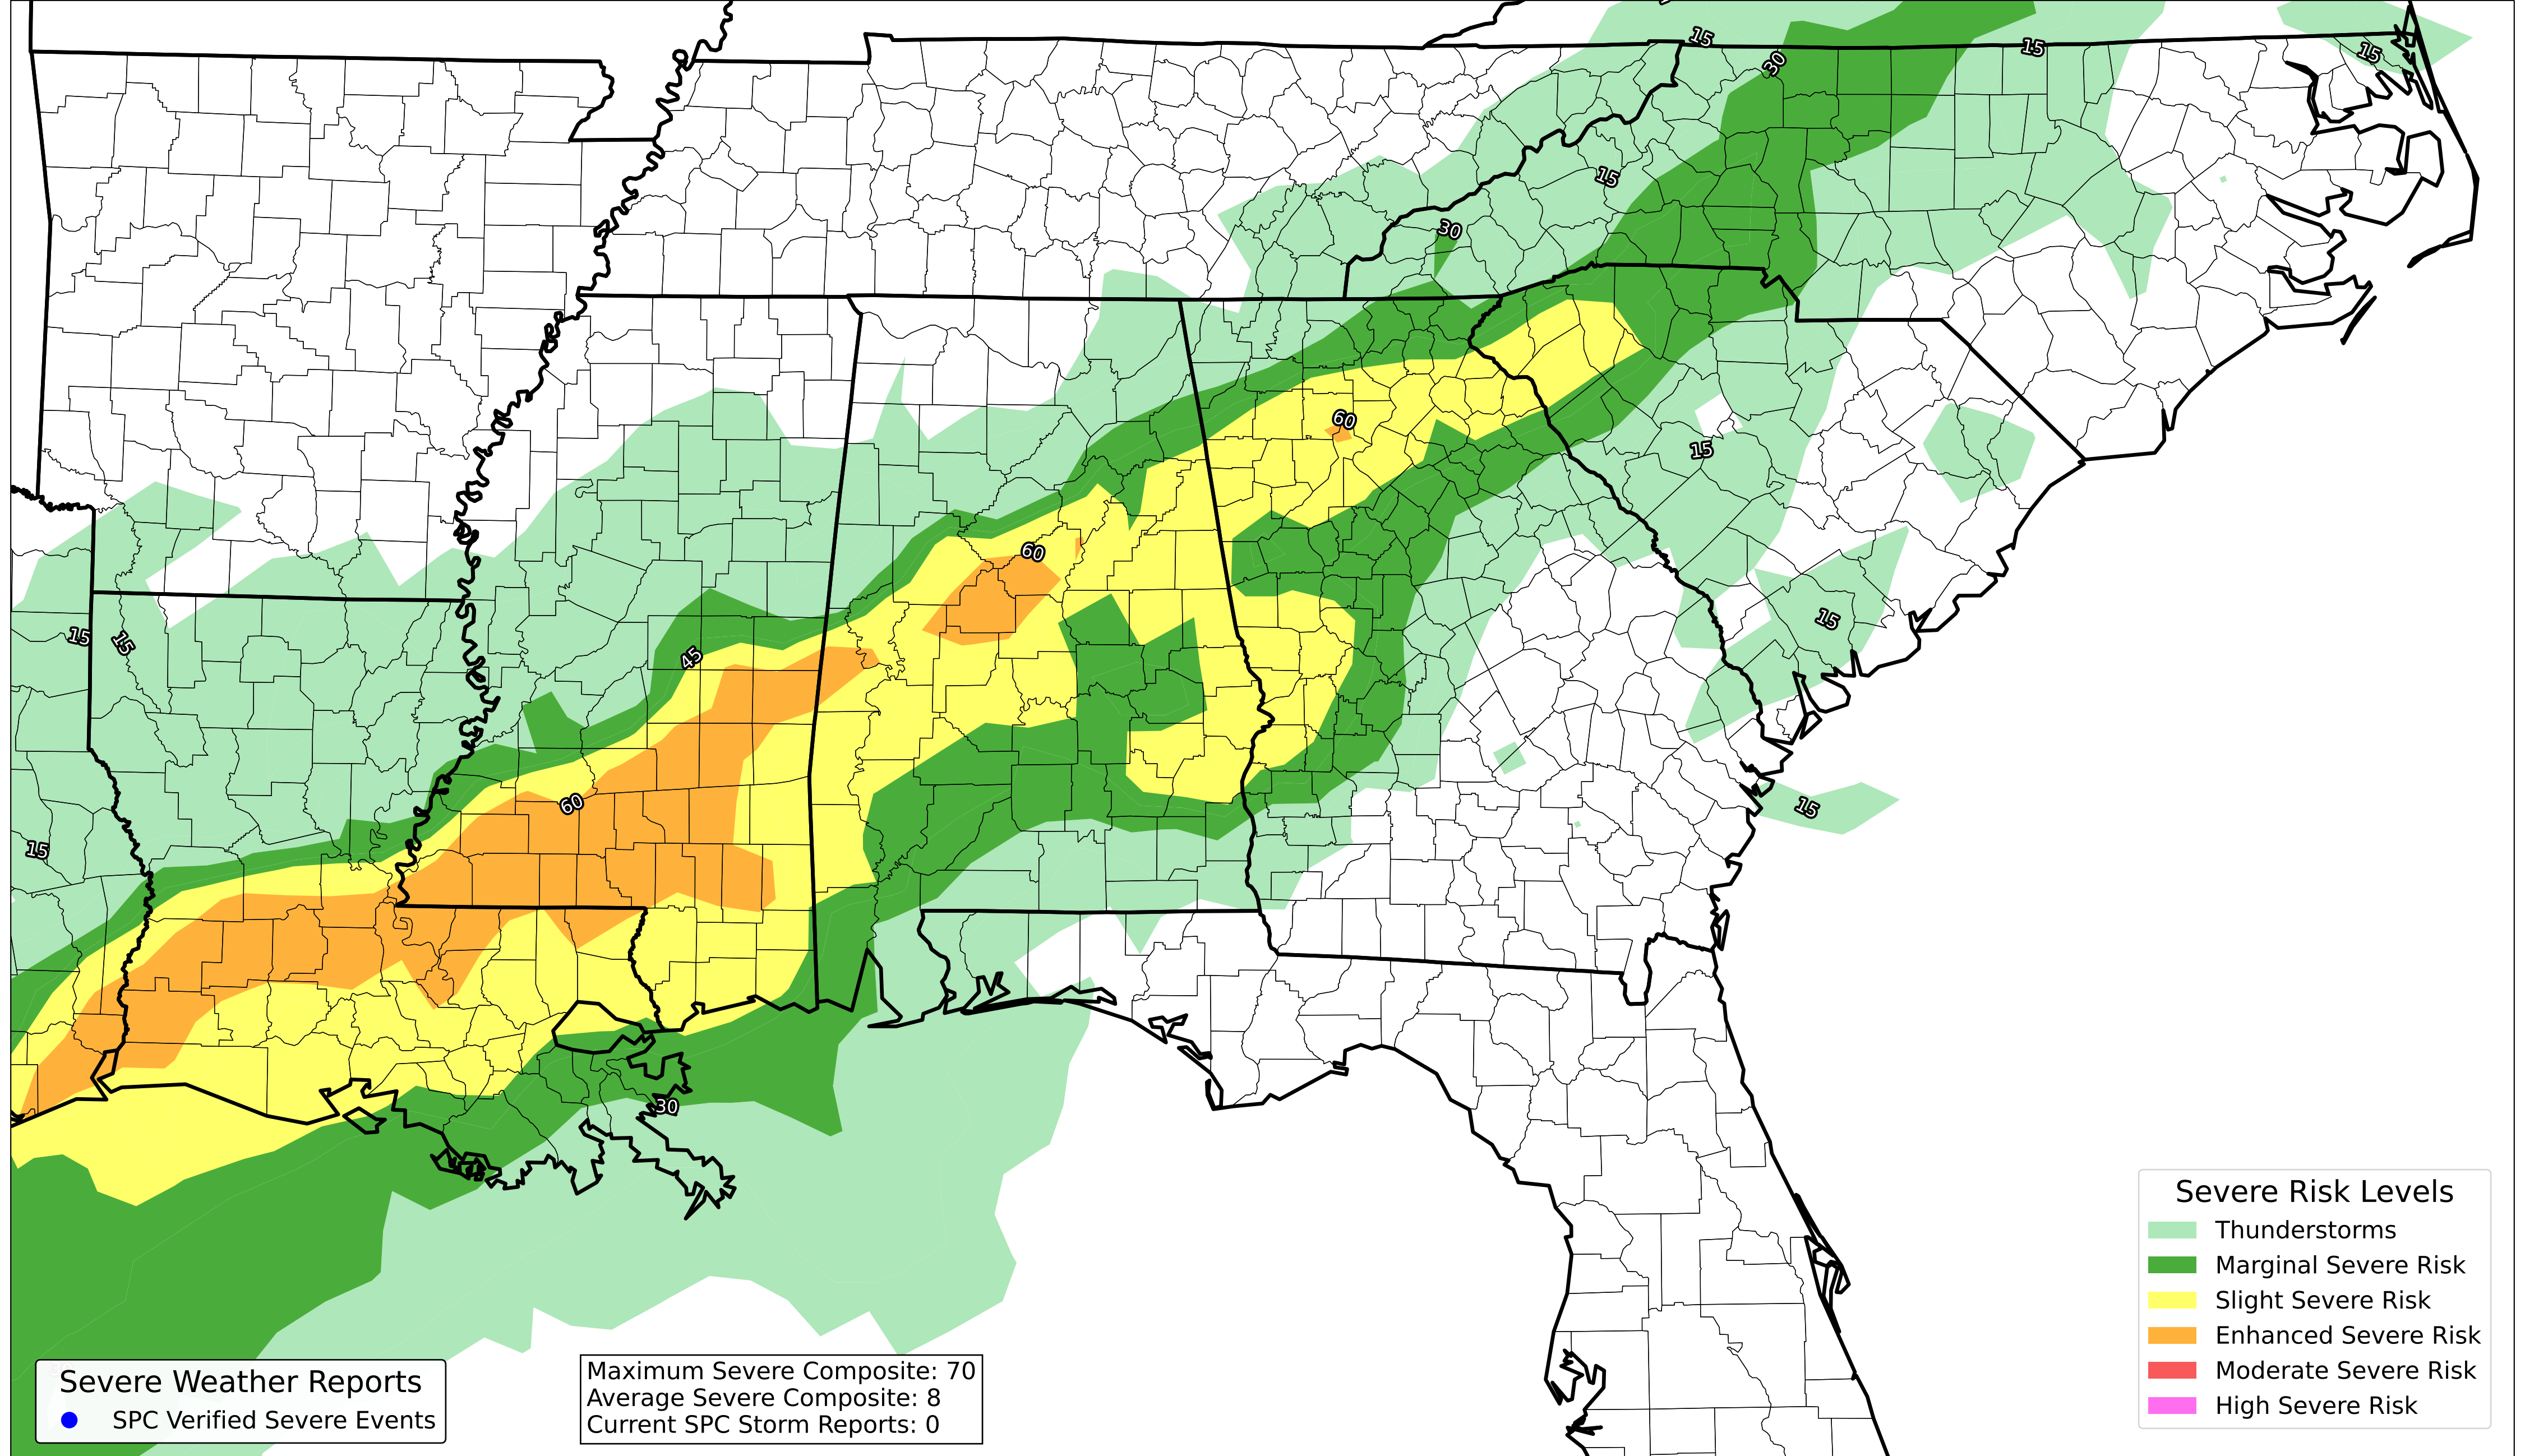 15
30
15
15
15
30
60
15
60
15
15
45
15
60
15
15
30
Severe Risk Levels
Thunderstorms
Marginal Severe Risk
Slight Severe Risk
Enhanced Severe Risk
Moderate Severe Risk
High Severe Risk
Severe Weather Reports
SPC Verified Severe Events
Maximum Severe Composite: 70
Average Severe Composite: 8
Current SPC Storm Reports: 0